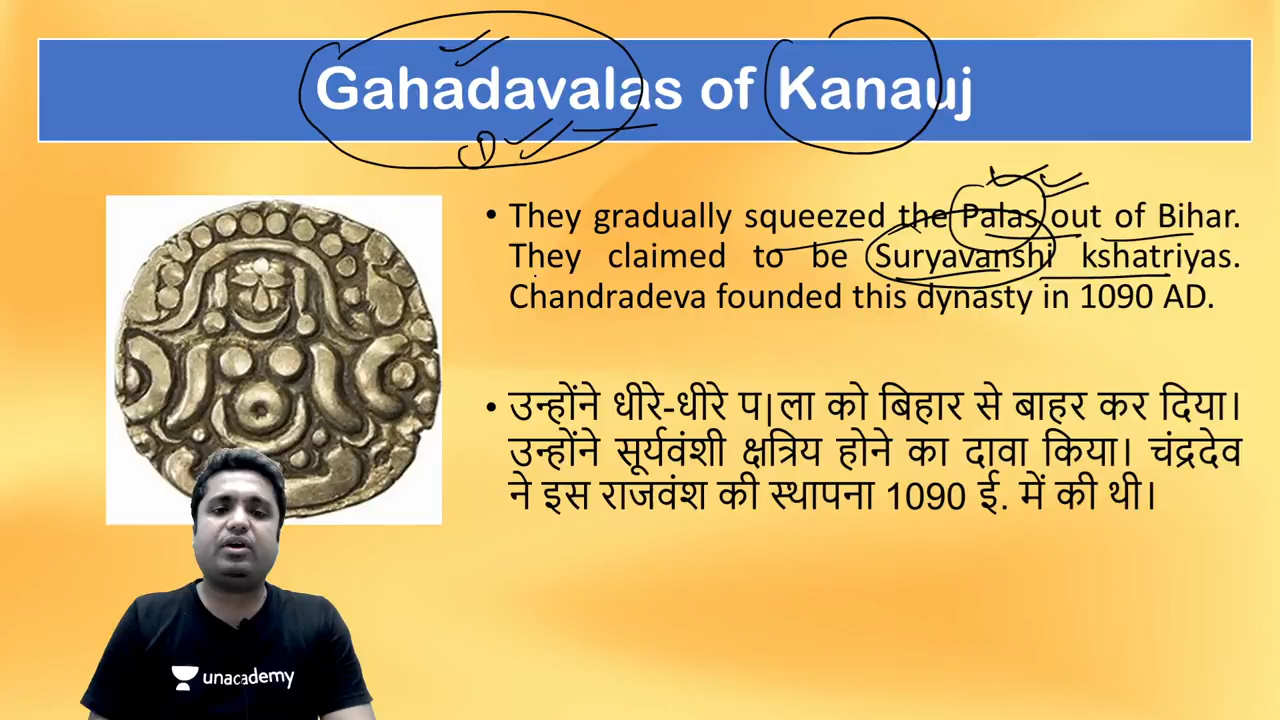 Gahadavalas of Kanauj
• They gradually squeezed the Palas out of Bihar.
They claimed to be Suryavanshi kshatriyas.
Chandradeva founded this dynasty in 1090 AD.
• उन्होंने धीरे-धीरे प|ला को बिहार से बाहर कर दिया।
उन्होंने सूर्यवंशी क्षत्रिय होने का दावा किया। चंद्रदेव
ने इस राजवंश की स्थापना 1090 ई. में की थी।
unacademy